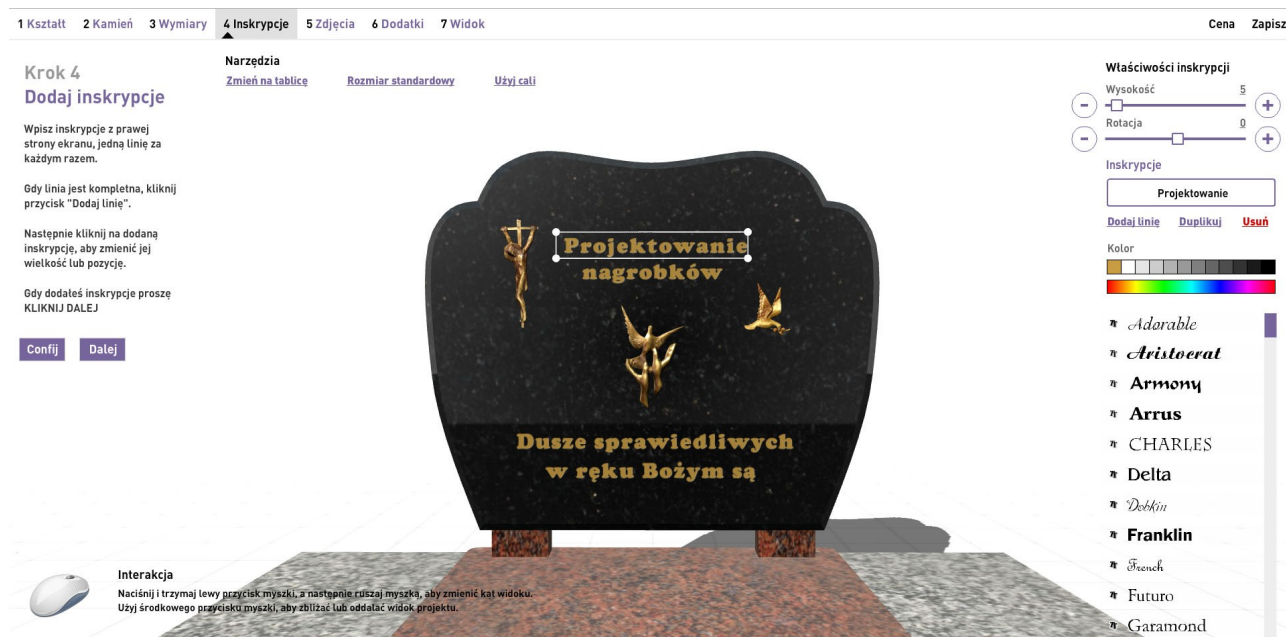 1 Kształt 2 Kamień 3 Wymiary 4 Inskrypcje 5 Zdjęcia 6 Dodatki 7 Widok Cena Zapisz
Krok 4
Dodaj inskrypcje
Wpisz inskrypcje z prawej
strony ekranu, jedną linię za
każdym razem.
Gdy linia jest kompletna, kliknij
przycisk "Dodaj linię".
Następnie kliknij na dodaną
inskrypcję, aby zmienić jej
wielkość lub pozycję.
Gdy dodałeś inskrypcje proszę
KLIKNIJ DALEJ
Confij Dalej
Narzędzia
Zmień na tablicę Rozmiar standardowy Użyj cali
Projektowanie
nagrobków
Dusze sprawiedliwych
w ręku Bożym są
Interakcja
Naciśnij i trzymaj lewy przycisk myszki, a następnie ruszaj myszką, aby zmienić kąt widoku.
Użyj środkowego przycisku myszki, aby zbliżać lub oddalać widok projektu.
Właściwości inskrypcji
Wysokość 5
- +
Rotacja 0
- +
Inskrypcje
Projektowanie
Dodaj linię Duplikuj Usuń
Kolor
Adorable
Aristocrat
Armony
Arrus
CHARLES
Delta
Dobkin
Franklin
French
Futuro
Garamond